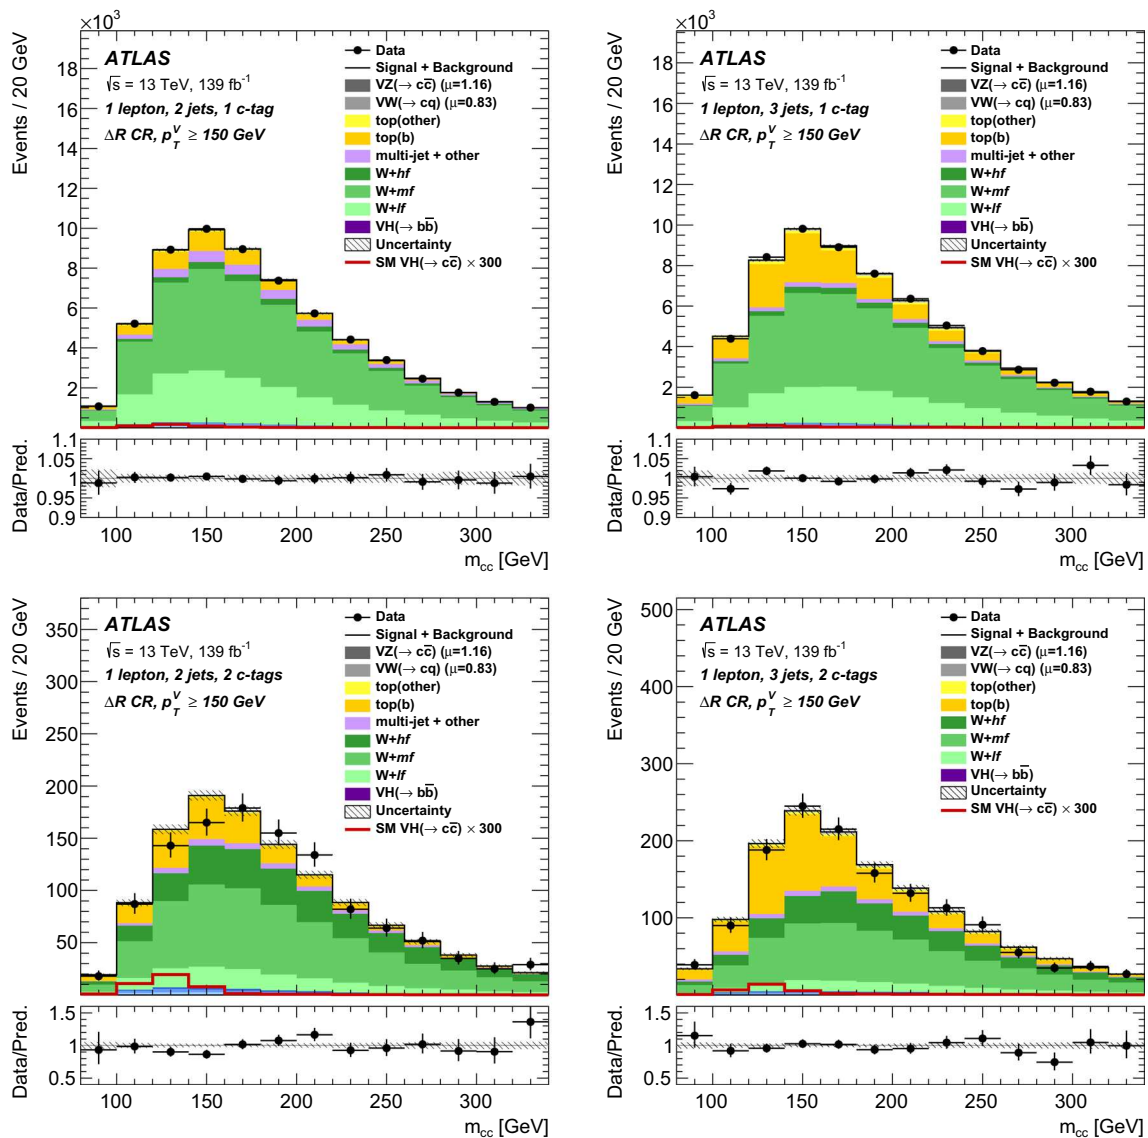 ×10³
Events / 20 GeV
18
16
14
12
10
8
6
4
2
ATLAS
√s = 13 TeV, 139 fb⁻¹
1 lepton, 2 jets, 1 c-tag
ΔR CR, p_T^V ≥ 150 GeV
Data
Signal + Background
VZ(→ cc̅) (μ=1.16)
VW(→ cq) (μ=0.83)
top(other)
top(b)
multi-jet + other
W+hf
W+mf
W+lf
VH(→ bb̅)
Uncertainty
SM VH(→ cc̅) × 300
Data/Pred.
1.1
1.05
1
0.95
0.9
100 150 200 250 300
m_cc [GeV]
×10³
Events / 20 GeV
18
16
14
12
10
8
6
4
2
ATLAS
√s = 13 TeV, 139 fb⁻¹
1 lepton, 3 jets, 1 c-tag
ΔR CR, p_T^V ≥ 150 GeV
Data
Signal + Background
VZ(→ cc̅) (μ=1.16)
VW(→ cq) (μ=0.83)
top(other)
top(b)
multi-jet + other
W+hf
W+mf
W+lf
VH(→ bb̅)
Uncertainty
SM VH(→ cc̅) × 300
Data/Pred.
1.1
1.05
1
0.95
0.9
100 150 200 250 300
m_cc [GeV]
Events / 20 GeV
350
300
250
200
150
100
50
ATLAS
√s = 13 TeV, 139 fb⁻¹
1 lepton, 2 jets, 2 c-tags
ΔR CR, p_T^V ≥ 150 GeV
Data
Signal + Background
VZ(→ cc̅) (μ=1.16)
VW(→ cq) (μ=0.83)
top(other)
top(b)
multi-jet + other
W+hf
W+mf
W+lf
VH(→ bb̅)
Uncertainty
SM VH(→ cc̅) × 300
Data/Pred.
1.5
1
0.5
100 150 200 250 300
m_cc [GeV]
Events / 20 GeV
500
400
300
200
100
ATLAS
√s = 13 TeV, 139 fb⁻¹
1 lepton, 3 jets, 2 c-tags
ΔR CR, p_T^V ≥ 150 GeV
Data
Signal + Background
VZ(→ cc̅) (μ=1.16)
VW(→ cq) (μ=0.83)
top(other)
top(b)
W+hf
W+mf
W+lf
VH(→ bb̅)
Uncertainty
SM VH(→ cc̅) × 300
Data/Pred.
1.5
1
0.5
100 150 200 250 300
m_cc [GeV]